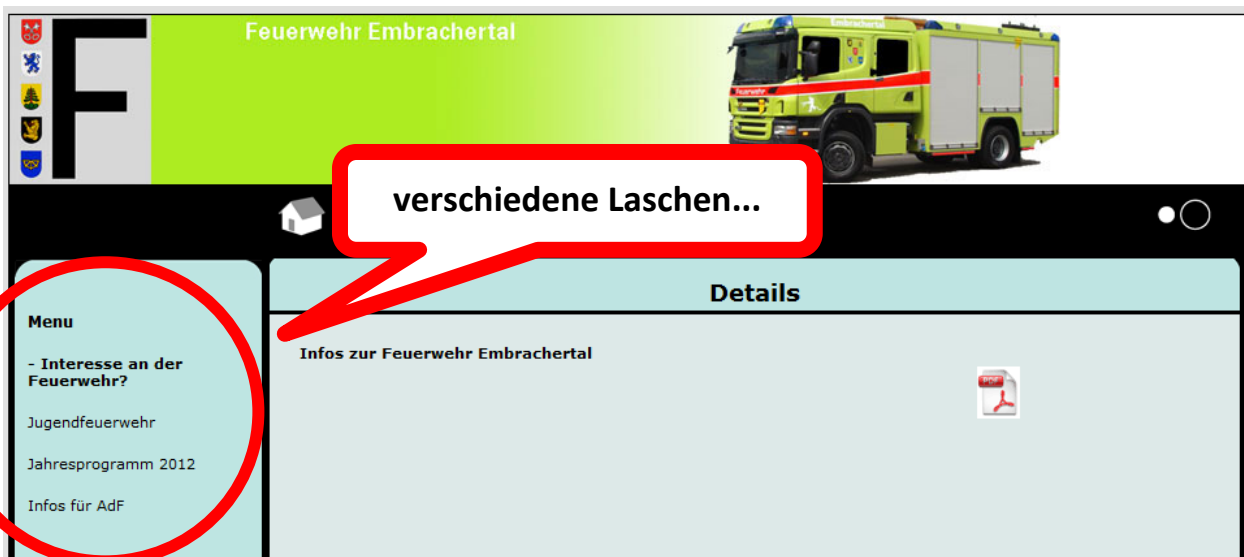 F
Feuerwehr Embrachertal
Embrachertal
Feuerwehr
verschiedene Laschen...
Details
Menu
- Interesse an der
Feuerwehr?
Jugendfeuerwehr
Jahresprogramm 2012
Infos für AdF
Infos zur Feuerwehr Embrachertal
PDF